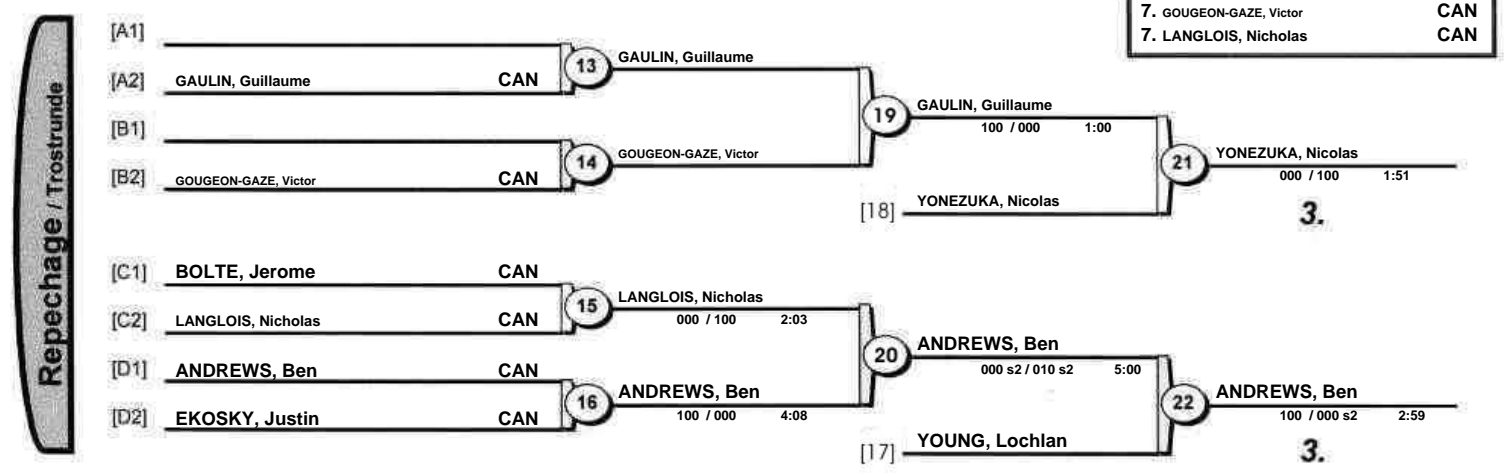 7. GOUGEON-GAZE, Victor CAN
7. LANGLOIS, Nicholas CAN
Repechage / Trostrunde
[A1]
[A2] GAULIN, Guillaume CAN
13 GAULIN, Guillaume
[B1]
[B2] GOUGEON-GAZE, Victor CAN
14 GOUGEON-GAZE, Victor
19 GAULIN, Guillaume
100 / 000 1:00
[18] YONEZUKA, Nicolas
21 YONEZUKA, Nicolas
000 / 100 1:51
3.
[C1] BOLTE, Jerome CAN
[C2] LANGLOIS, Nicholas CAN
15 LANGLOIS, Nicholas
000 / 100 2:03
[D1] ANDREWS, Ben CAN
[D2] EKOSKY, Justin CAN
16 ANDREWS, Ben
100 / 000 4:08
20 ANDREWS, Ben
000 s2 / 010 s2 5:00
[17] YOUNG, Lochlan
22 ANDREWS, Ben
100 / 000 s2 2:59
3.